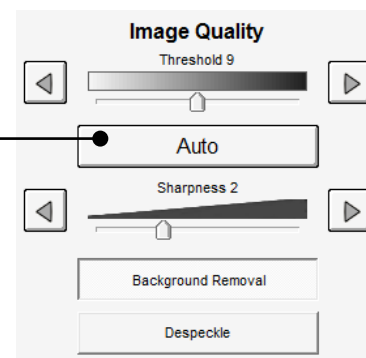 Image Quality
Threshold 9
Auto
Sharpness 2
Background Removal
Despeckle